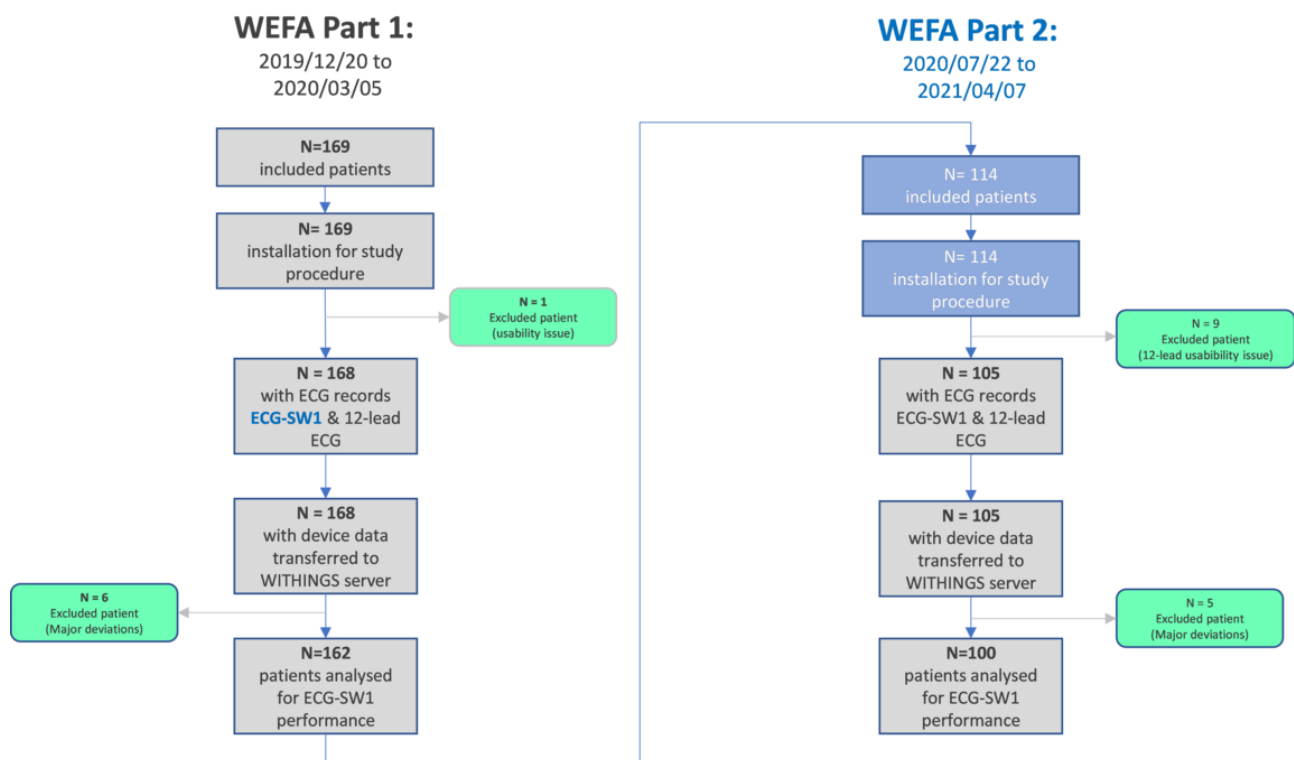 WEFA Part 1:
2019/12/20 to
2020/03/05
N=169
included patients
N= 169
installation for study
procedure
N = 1
Excluded patient
(usability issue)
N = 168
with ECG records
ECG-SW1 & 12-lead
ECG
N = 168
with device data
transferred to
WITHINGS server
N = 6
Excluded patient
(Major deviations)
N=162
patients analysed
for ECG-SW1
performance
WEFA Part 2:
2020/07/22 to
2021/04/07
N= 114
included patients
N= 114
installation for study
procedure
N = 9
Excluded patient
(12-lead usabibility issue)
N = 105
with ECG records
ECG-SW1 & 12-lead
ECG
N = 105
with device data
transferred to
WITHINGS server
N = 5
Excluded patient
(Major deviations)
N=100
patients analysed
for ECG-SW1
performance